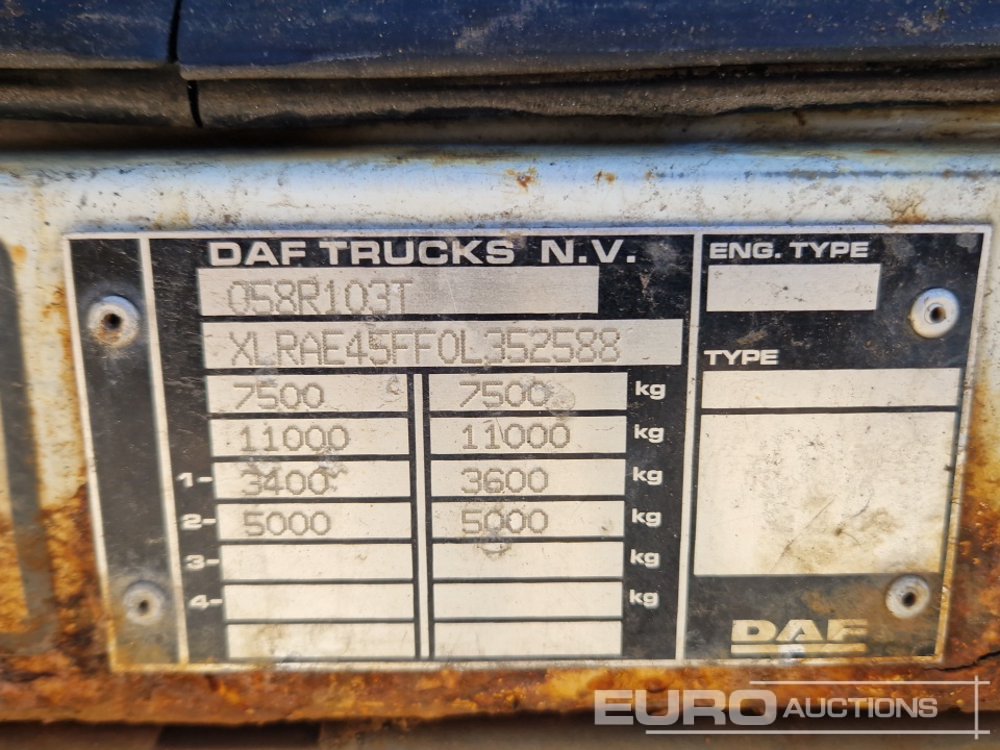 DAF TRUCKS N.V.
058R103T
XLRAE45FF0L352588
7500 7500 kg
11000 11000 kg
1- 3400 3600 kg
2- 5000 5000 kg
3- kg
4- kg
ENG. TYPE
TYPE
DAF
EURO AUCTIONS